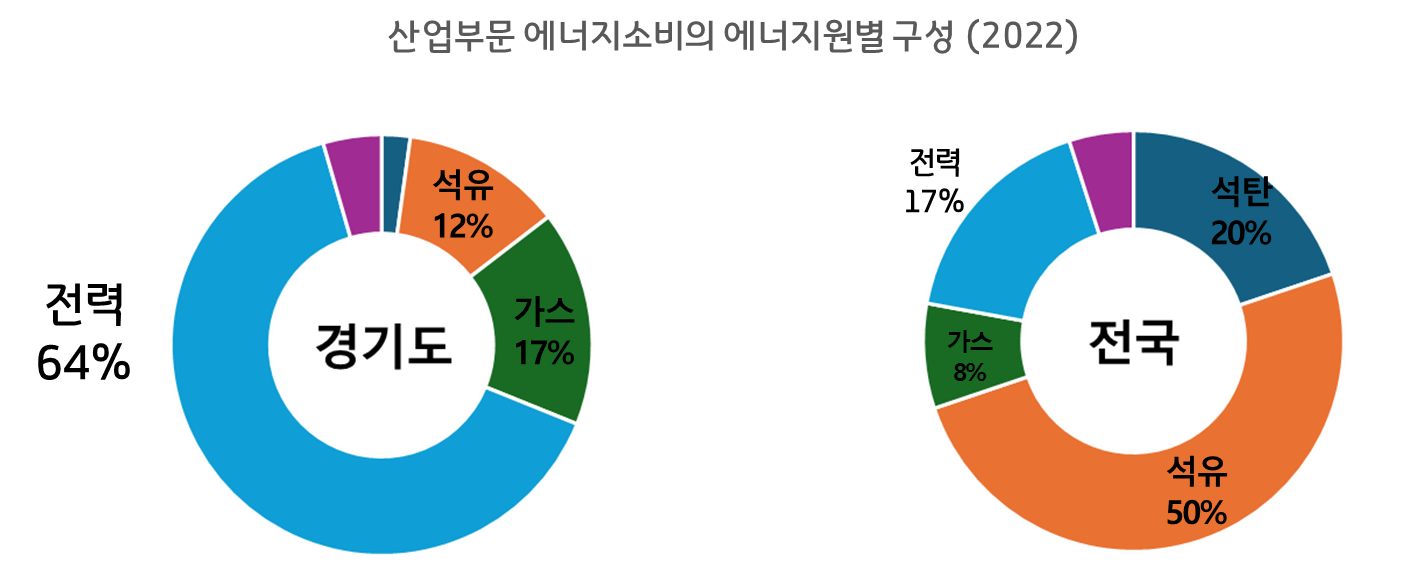 산업부문 에너지소비의 에너지원별 구성 (2022)
석유
12%
가스
17%
전력
64%
경기도
전력
17%
석탄
20%
가스
8%
전국
석유
50%